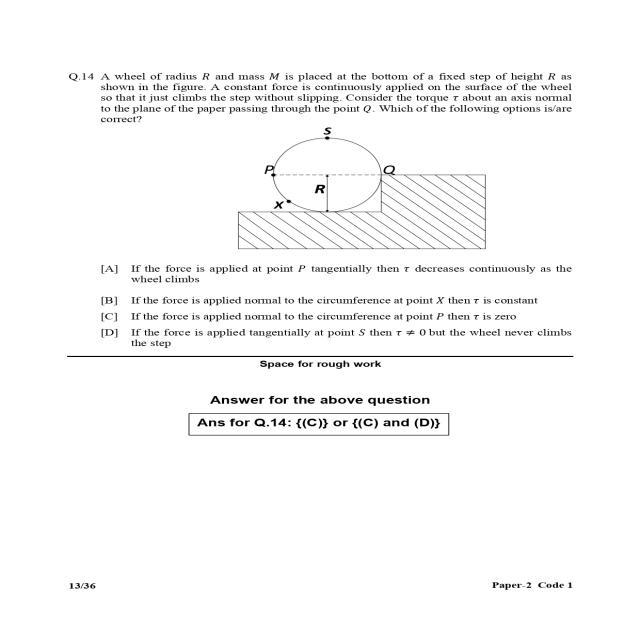 Q.14 A wheel of radius R and mass M is placed at the bottom of a fixed step of height R as
shown in the figure. A constant force is continuously applied on the surface of the wheel
so that it just climbs the step without slipping. Consider the torque τ about an axis normal
to the plane of the paper passing through the point Q. Which of the following options is/are
correct?
S
P
Q
R
X
[A] If the force is applied at point P tangentially then τ decreases continuously as the
wheel climbs
[B] If the force is applied normal to the circumference at point X then τ is constant
[C] If the force is applied normal to the circumference at point P then τ is zero
[D] If the force is applied tangentially at point S then τ ≠ 0 but the wheel never climbs
the step
Space for rough work
Answer for the above question
Ans for Q.14: {(C)} or {(C) and (D)}
13/36 Paper-2 Code 1